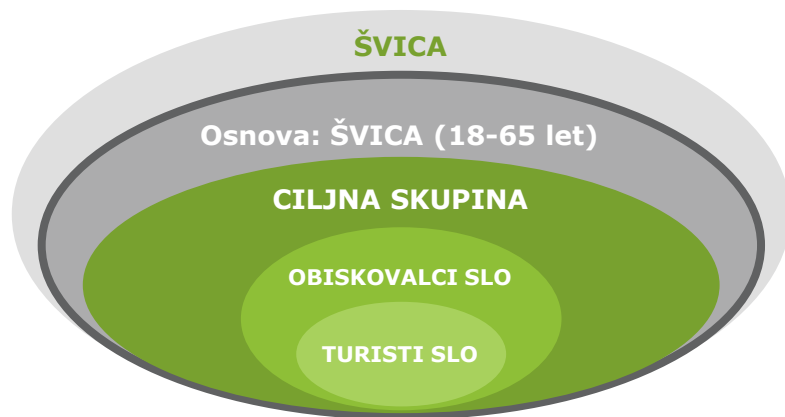 ŠVICA
Osnova: ŠVICA (18-65 let)
CILJNA SKUPINA
OBISKOVALCI SLO
TURISTI SLO